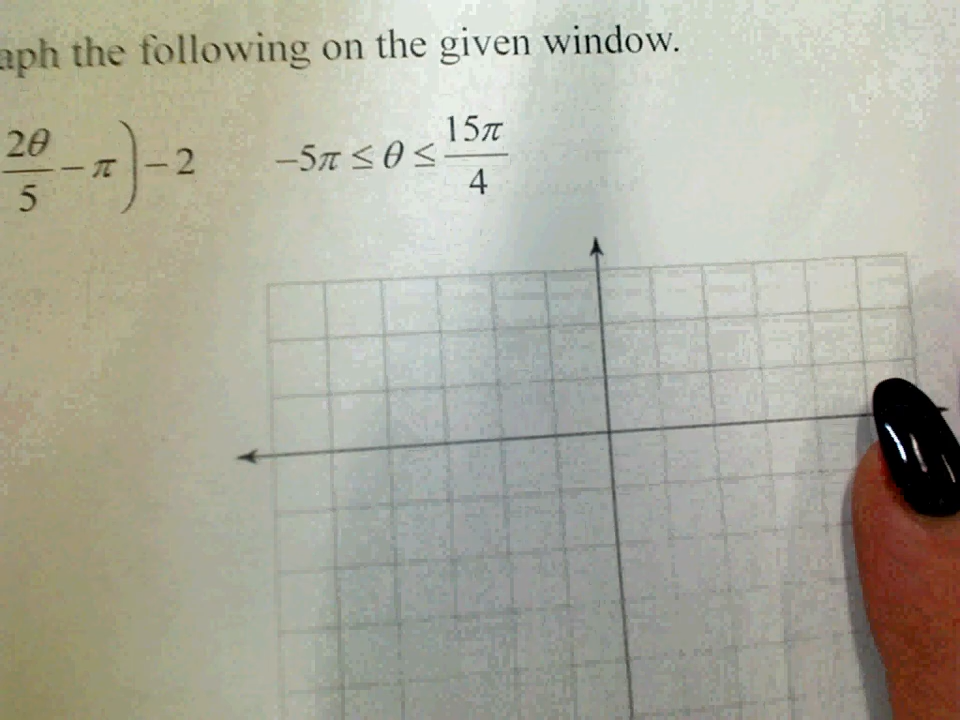 aph the following on the given window.
2θ/5 − π) − 2    −5π ≤ θ ≤ 15π/4